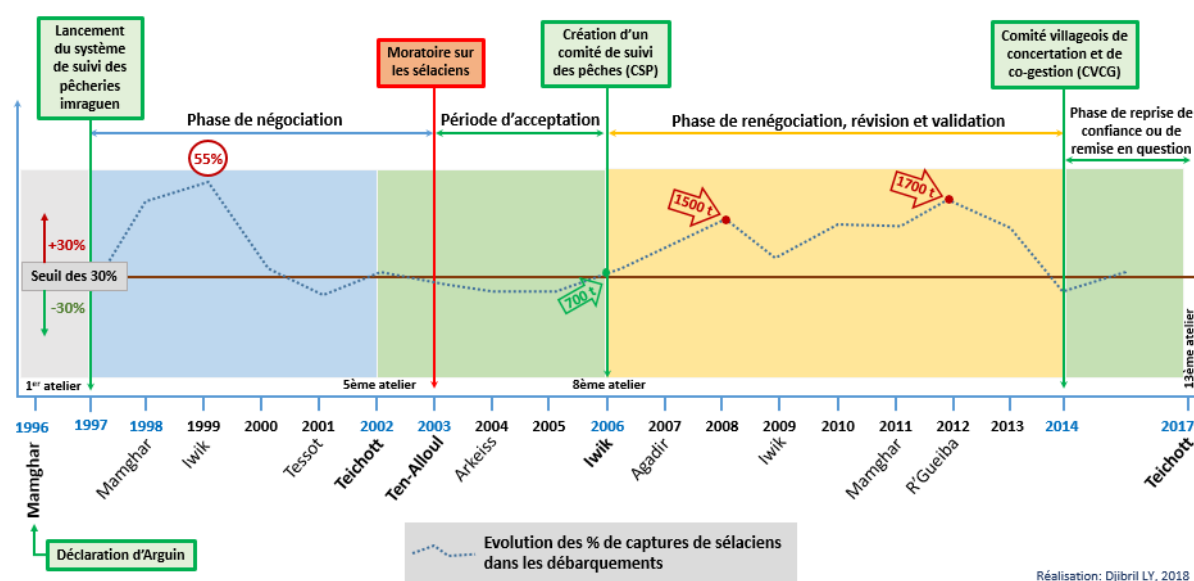 Lancement
du système
de suivi des
pêcheries
imraguen
Moratoire sur
les sélaciens
Création d'un
comité de suivi
des pêches (CSP)
Comité villageois de
concertation et de
co-gestion (CVCG)
Phase de négociation
Période d'acceptation
Phase de renégociation, révision et validation
Phase de reprise de
confiance ou de
remise en question
55%
1500 t
1700 t
+30%
Seuil des 30%
-30%
700 t
1er atelier
5ème atelier
8ème atelier
13ème atelier
1996
1997
1998
1999
2000
2001
2002
2003
2004
2005
2006
2007
2008
2009
2010
2011
2012
2013
2014
2017
Mamghar
Mamghar
Iwik
Tessot
Teichott
Ten-Alloul
Arkeiss
Iwik
Agadir
Iwik
Mamghar
R'Gueiba
Teichott
Déclaration d'Arguin
Evolution des % de captures de sélaciens
dans les débarquements
Réalisation: Djibril LY, 2018